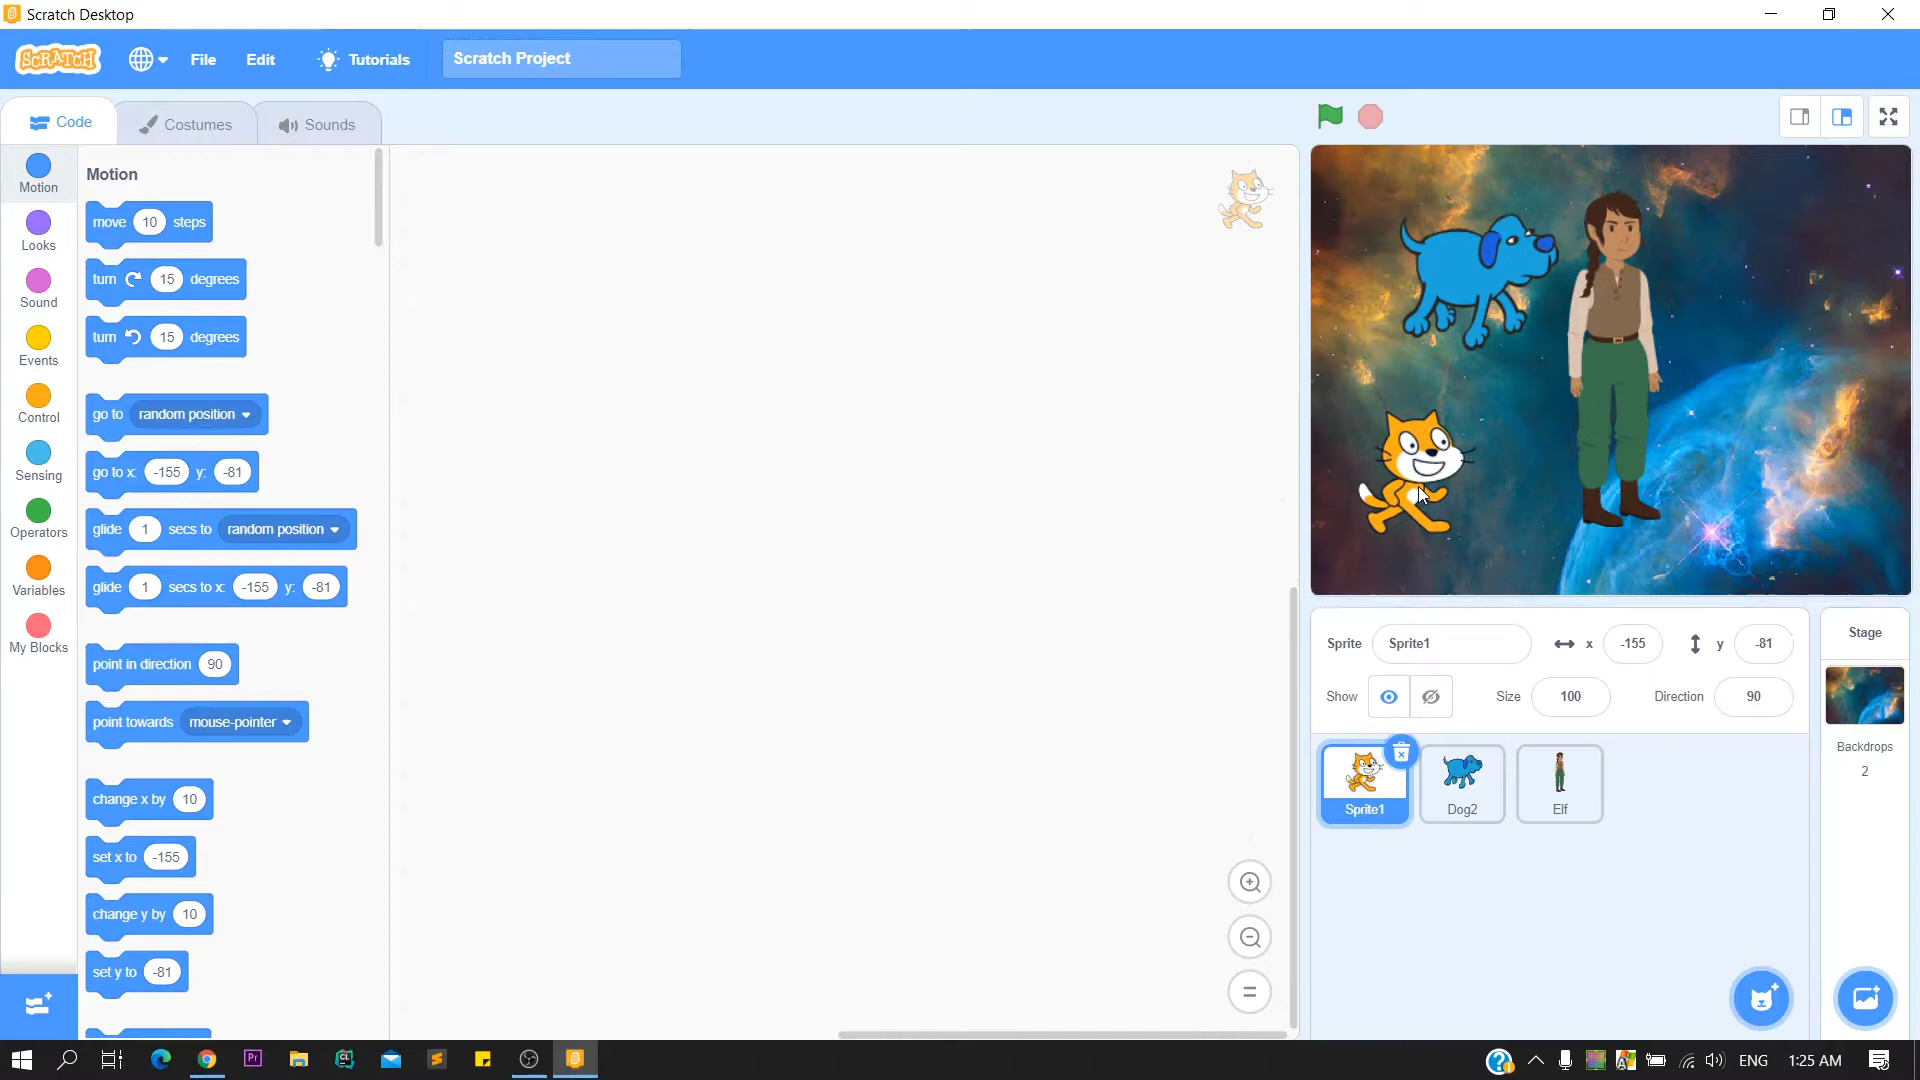 Scratch Desktop
SCRATCH File Edit Tutorials Scratch Project
Code Costumes Sounds
Motion
Looks
Sound
Events
Control
Sensing
Operators
Variables
My Blocks
Motion
move 10 steps
turn 15 degrees
turn 15 degrees
go to random position
go to x: -155 y: -81
glide 1 secs to random position
glide 1 secs to x: -155 y: -81
point in direction 90
point towards mouse-pointer
change x by 10
set x to -155
change y by 10
set y to -81
Sprite Sprite1 x -155 y -81
Show Size 100 Direction 90
Sprite1 Dog2 Elf
Stage
Backdrops
2
Pr CL ENG 1:25 AM